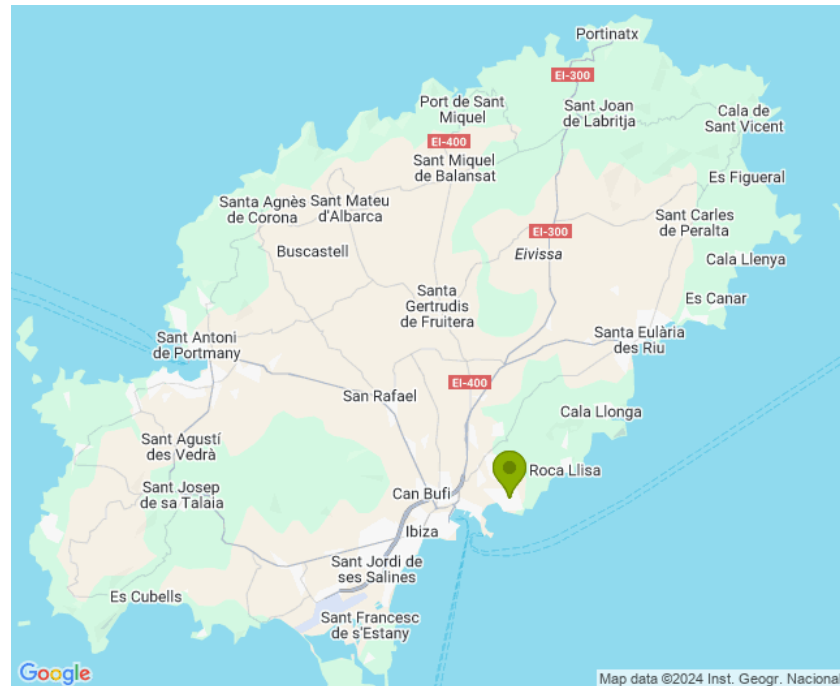 Portinatx
EI-300
Port de Sant
Miquel
Sant Joan
de Labritja
Cala de
Sant Vicent
EI-400
Sant Miquel
de Balansat
Es Figueral
Santa Agnès
de Corona
Sant Mateu
d'Albarca
Sant Carles
de Peralta
EI-300
Buscastell
Eivissa
Cala Llenya
Santa
Gertrudis
de Fruitera
Es Canar
Sant Antoni
de Portmany
Santa Eulària
des Riu
EI-400
San Rafael
Cala Llonga
Sant Agustí
des Vedrà
Roca Llisa
Sant Josep
de sa Talaia
Can Bufi
Ibiza
Sant Jordi de
ses Salines
Es Cubells
Sant Francesc
de s'Estany
Google
Map data ©2024 Inst. Geogr. Nacional